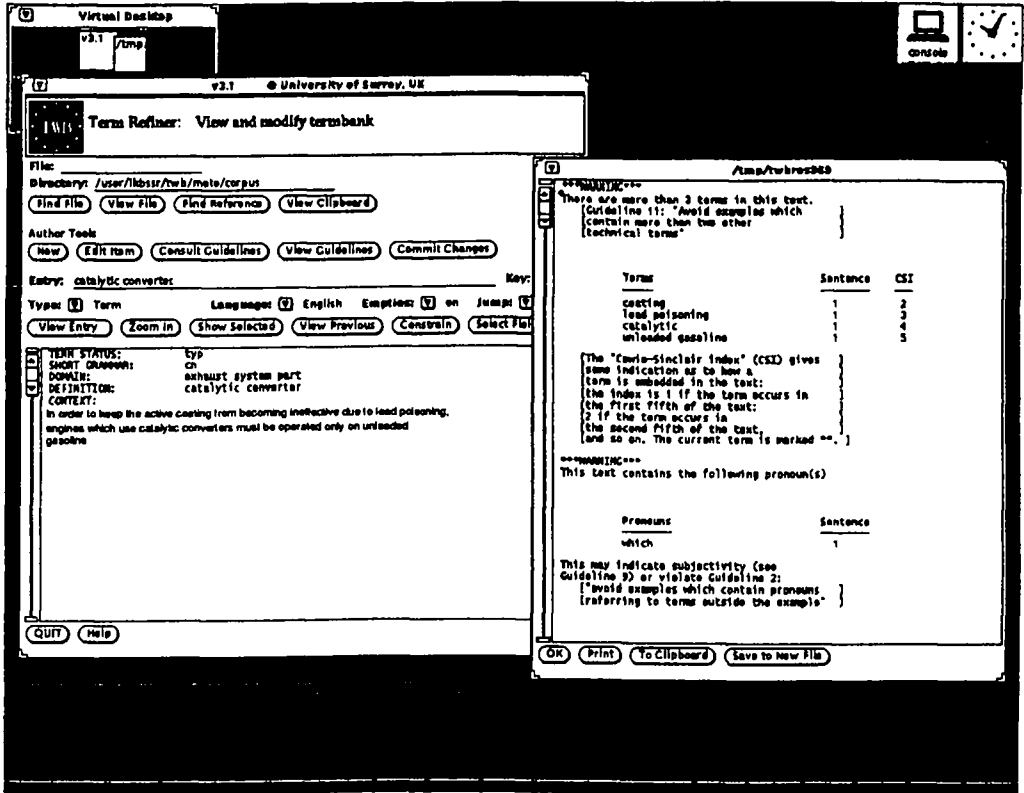 Virtual Desktop
v3.1
/tmp
console
v3.1 @ University of Surrey, UK
TWB
Term Refiner: View and modify termbank
File:
Directory: /user/lkbssr/twb/mete/corpus
Find File View File Find Reference View Clipboard
Author Tools
New Edit Item Consult Guidelines View Guidelines Commit Changes
Entry: catalytic converter Key:
Type: Term Language: English Empties: on Jump:
View Entry Zoom in Show Selected View Previous Constrain Select Fiel
TERM STATUS: typ
SHORT GRAMMAR: cn
DOMAIN: exhaust system part
DEFINITION: catalytic converter
CONTEXT:
In order to keep the active coating from becoming ineffective due to lead poisoning,
engines which use catalytic converters must be operated only on unleaded
gasoline
QUIT Help
***WARNING***
There are more than 3 terms in this text.
[Guideline 11: "Avoid examples which ]
[contain more than two other ]
[technical terms" ]
Terms Sentence CSI
coating 1 2
lead poisoning 1 3
catalytic 1 4
unleaded gasoline 1 5
[The "Cowie-Sinclair index" (CSI) gives ]
some indication as to how a ]
[term is embedded in the text: ]
[the index is 1 if the term occurs in ]
[the first fifth of the text: ]
[2 if the term occurs in ]
[the second fifth of the text, ]
[and so on. The current term is marked "". ]
***WARNING***
This text contains the following pronoun(s)
Pronouns Sentence
which 1
This may indicate subjectivity (see
Guideline 9) or violate Guideline 2:
["avoid examples which contain pronouns ]
[referring to terms outside the example" ]
OK Print To Clipboard Save to New File